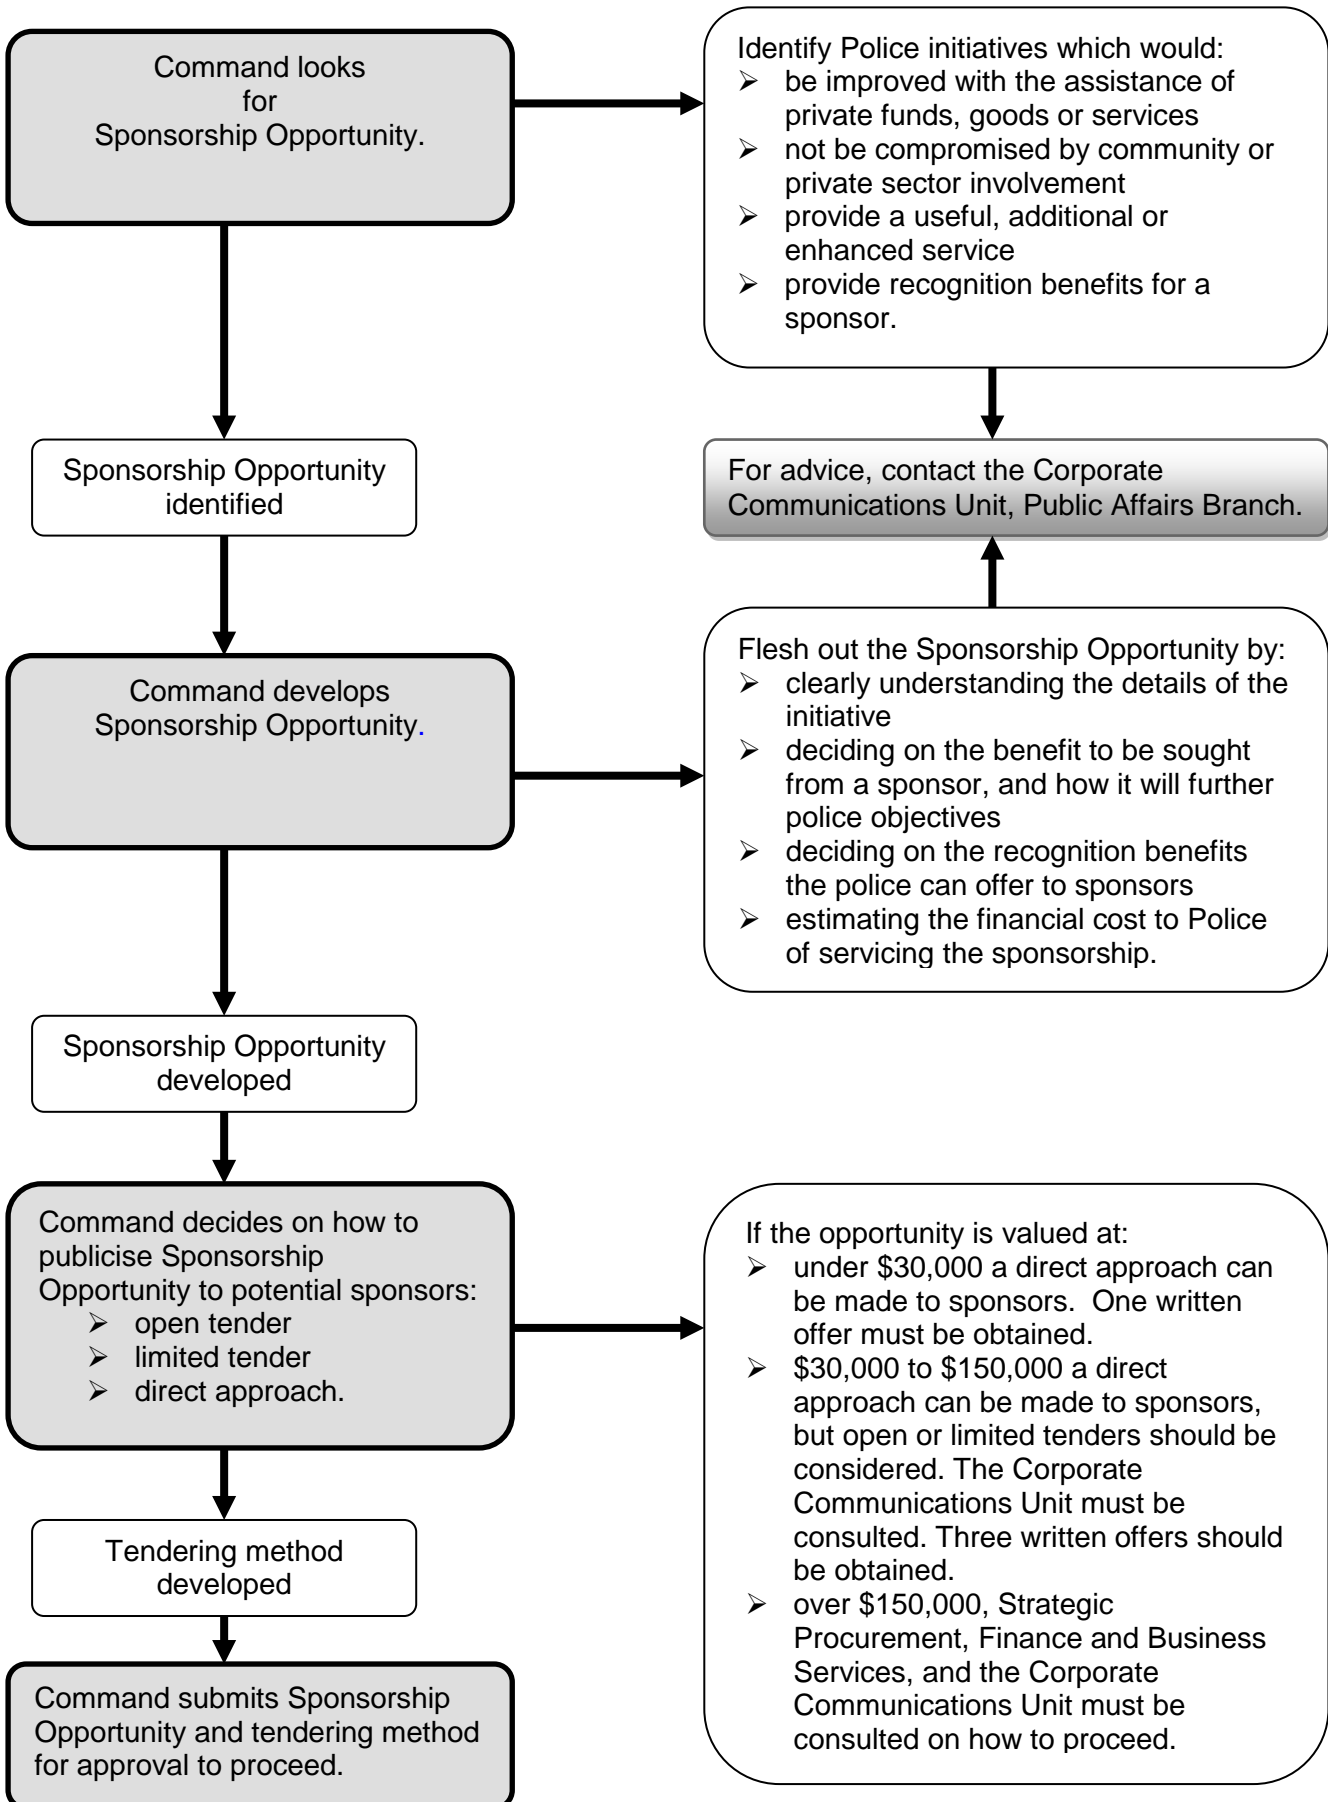 Command looks
for
Sponsorship Opportunity.
Identify Police initiatives which would:
➢ be improved with the assistance of
private funds, goods or services
➢ not be compromised by community or
private sector involvement
➢ provide a useful, additional or
enhanced service
➢ provide recognition benefits for a
sponsor.
Sponsorship Opportunity
identified
For advice, contact the Corporate
Communications Unit, Public Affairs Branch.
Command develops
Sponsorship Opportunity.
Flesh out the Sponsorship Opportunity by:
➢ clearly understanding the details of the
initiative
➢ deciding on the benefit to be sought
from a sponsor, and how it will further
police objectives
➢ deciding on the recognition benefits
the police can offer to sponsors
➢ estimating the financial cost to Police
of servicing the sponsorship.
Sponsorship Opportunity
developed
Command decides on how to
publicise Sponsorship
Opportunity to potential sponsors:
➢ open tender
➢ limited tender
➢ direct approach.
If the opportunity is valued at:
➢ under $30,000 a direct approach can
be made to sponsors.  One written
offer must be obtained.
➢ $30,000 to $150,000 a direct
approach can be made to sponsors,
but open or limited tenders should be
considered. The Corporate
Communications Unit must be
consulted. Three written offers should
be obtained.
➢ over $150,000, Strategic
Procurement, Finance and Business
Services, and the Corporate
Communications Unit must be
consulted on how to proceed.
Tendering method
developed
Command submits Sponsorship
Opportunity and tendering method
for approval to proceed.